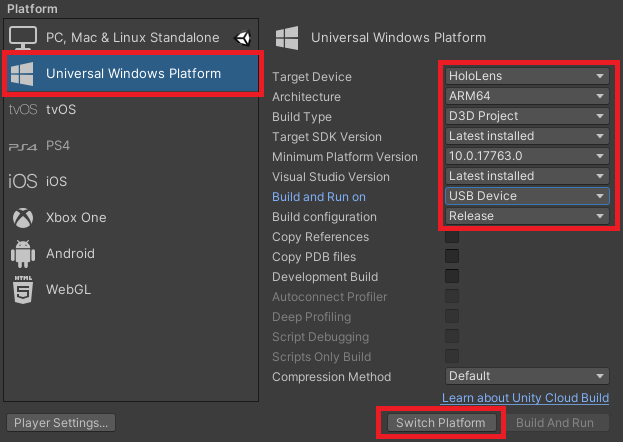 Platform
PC, Mac & Linux Standalone
Universal Windows Platform
tvOS tvOS
PS4 PS4
iOS iOS
Xbox One
Android
HTML WebGL
Universal Windows Platform
Target Device HoloLens
Architecture ARM64
Build Type D3D Project
Target SDK Version Latest installed
Minimum Platform Version 10.0.17763.0
Visual Studio Version Latest installed
Build and Run on USB Device
Build configuration Release
Copy References
Copy PDB files
Development Build
Autoconnect Profiler
Deep Profiling
Script Debugging
Scripts Only Build
Compression Method Default
Learn about Unity Cloud Build
Player Settings... Switch Platform Build And Run